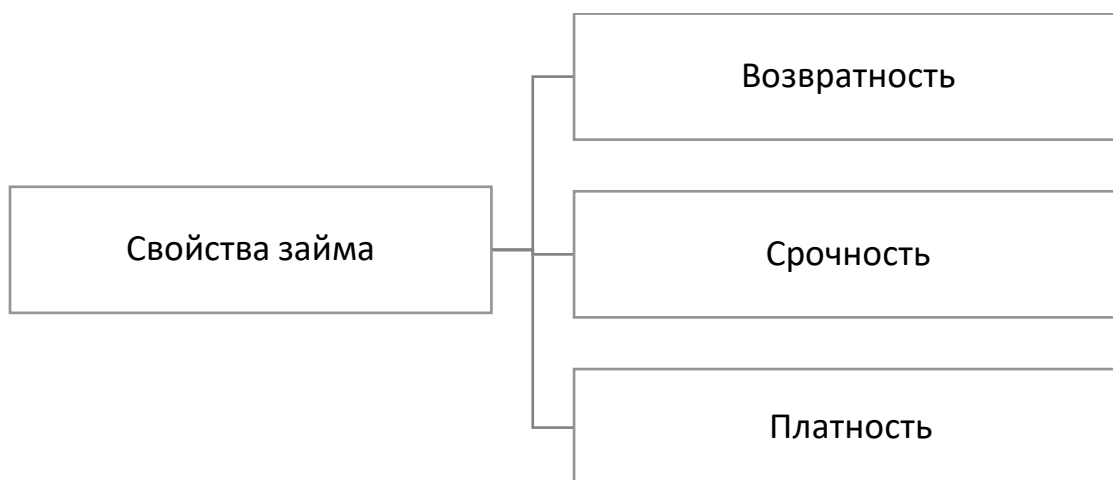 Возвратность
Свойства займа
Срочность
Платность